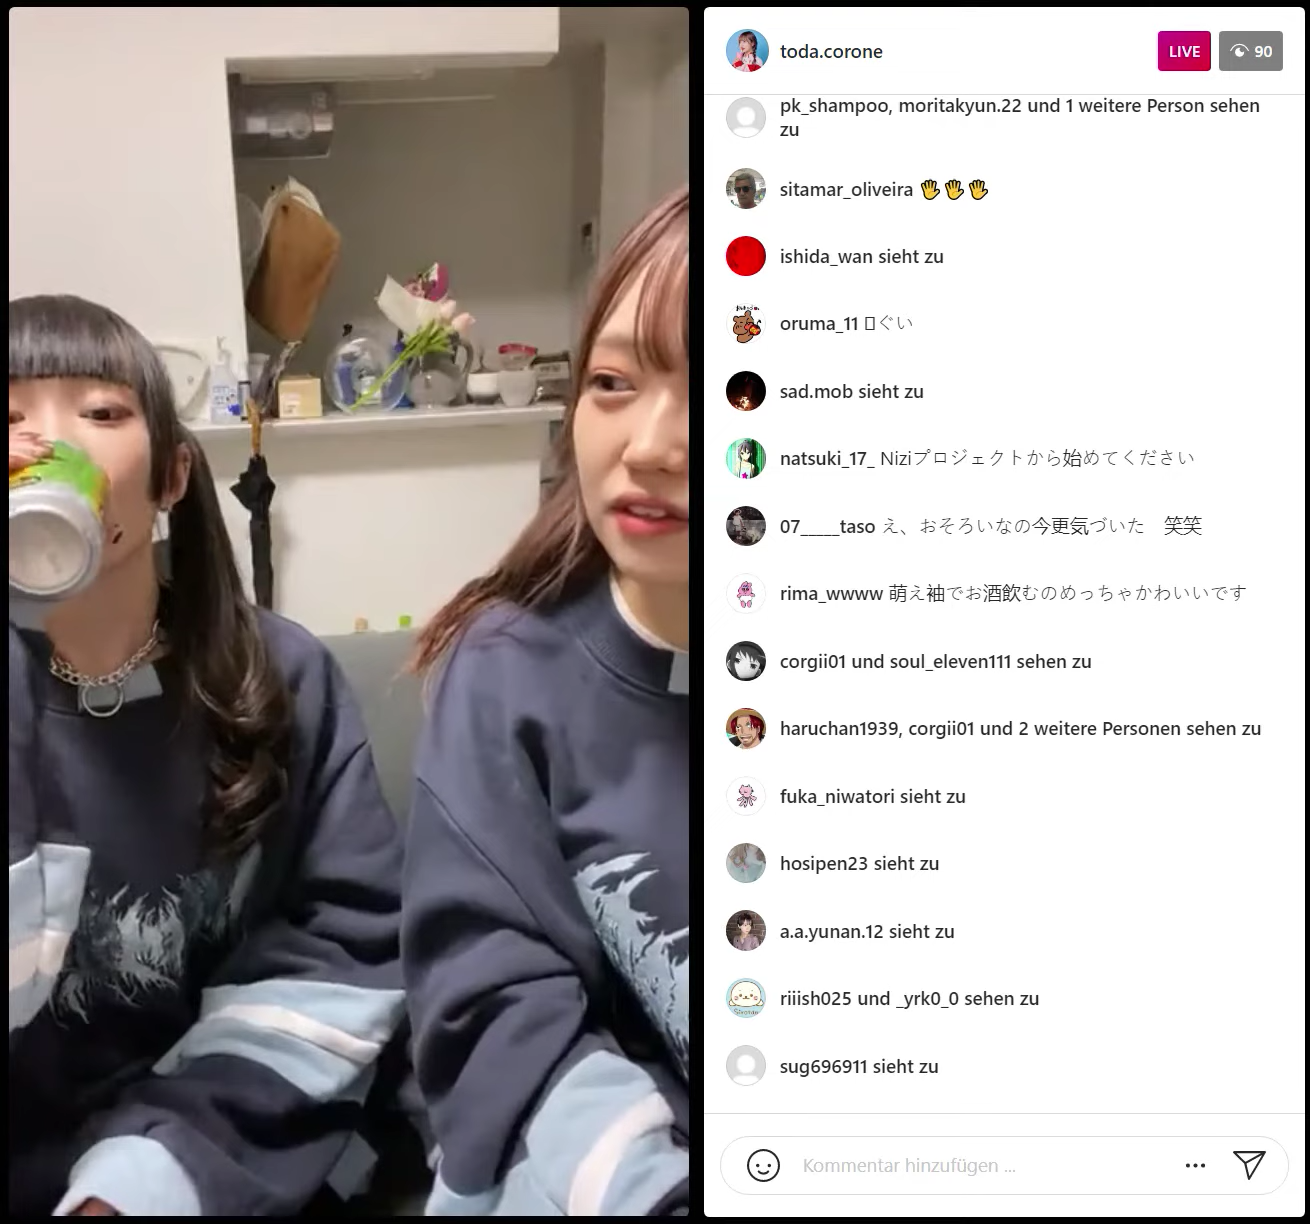 toda.corone
LIVE
90
pk_shampoo, moritakyun.22 und 1 weitere Person sehen
zu
sitamar_oliveira 🖐🖐🖐
ishida_wan sieht zu
oruma_11 ぐい
sad.mob sieht zu
natsuki_17_ Niziプロジェクトから始めてください
07_____taso え、おそろいなの今更気づいた　笑笑
rima_wwww 萌え袖でお酒飲むのめっちゃかわいいです
corgii01 und soul_eleven111 sehen zu
haruchan1939, corgii01 und 2 weitere Personen sehen zu
fuka_niwatori sieht zu
hosipen23 sieht zu
a.a.yunan.12 sieht zu
riiish025 und _yrk0_0 sehen zu
sug696911 sieht zu
Kommentar hinzufügen ...